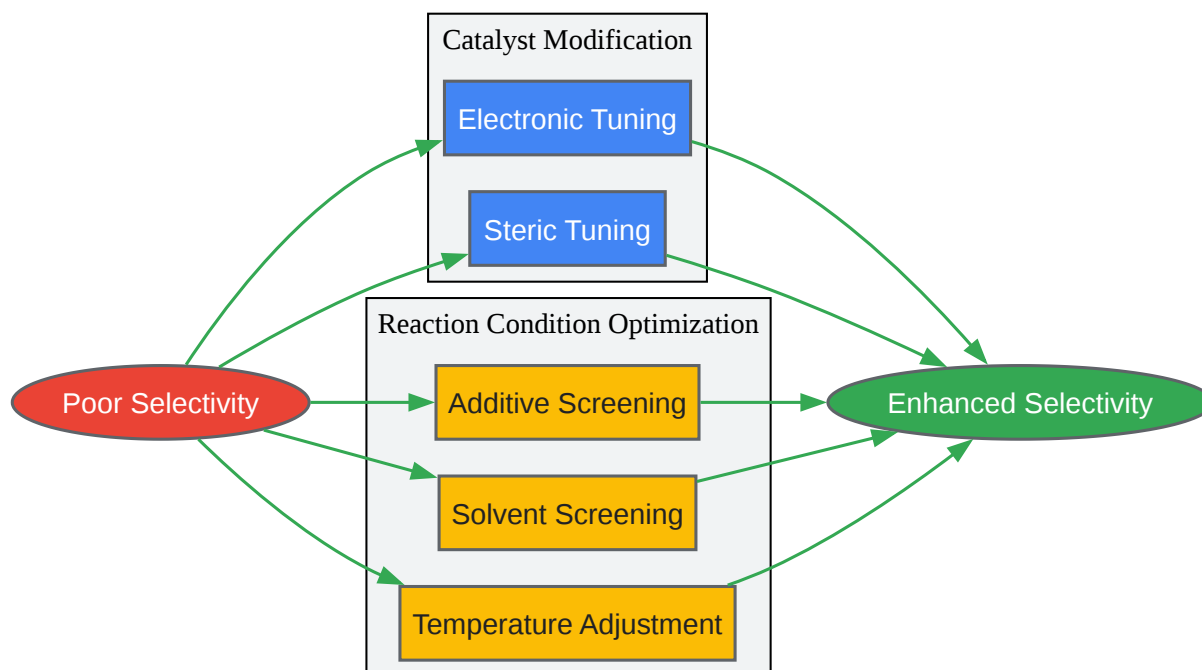 Catalyst Modification
Electronic Tuning
Steric Tuning
Reaction Condition Optimization
Poor Selectivity
Additive Screening
Enhanced Selectivity
Solvent Screening
Temperature Adjustment